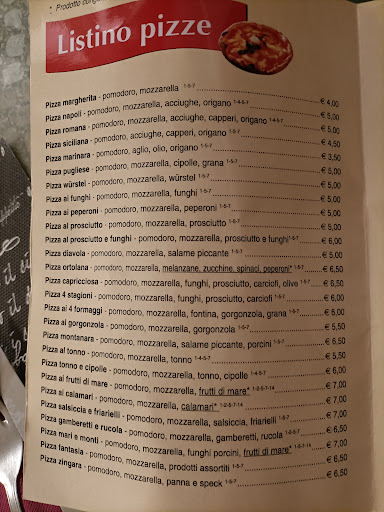 * Prodotto
Listino pizze
Pizza margherita - pomodoro, mozzarella 1-5-7 € 4,00
Pizza napoli - pomodoro, mozzarella, acciughe, origano 1-4-5-7 € 5,00
Pizza romana - pomodoro, mozzarella, acciughe, capperi, origano 1-4-5-7 € 5,00
Pizza siciliana - pomodoro, acciughe, capperi, origano 1-5-7 € 4,50
Pizza marinara - pomodoro, aglio, olio, origano 1-5-7 € 3,50
Pizza pugliese - pomodoro, mozzarella, cipolle, grana 1-5-7 € 5,00
Pizza würstel - pomodoro, mozzarella, würstel 1-5-7 € 5,00
Pizza ai funghi - pomodoro, mozzarella, funghi 1-5-7 € 5,00
Pizza ai peperoni - pomodoro, mozzarella, peperoni 1-5-7 € 5,00
Pizza al prosciutto - pomodoro, mozzarella, prosciutto 1-5-7 € 5,00
Pizza al prosciutto e funghi - pomodoro, mozzarella, prosciutto e funghi 1-5-7 € 6,00
Pizza diavola - pomodoro, mozzarella, salame piccante 1-5-7 € 5,00
Pizza ortolana - pomodoro, mozzarella, melanzane, zucchine, spinaci, peperoni* 1-5-7 € 6,50
Pizza capricciosa - pomodoro, mozzarella, funghi, prosciutto, carciofi, olive 1-5-7 € 6,50
Pizza 4 stagioni - pomodoro, mozzarella, funghi, prosciutto, carciofi 1-5-7 € 6,00
Pizza ai 4 formaggi - pomodoro, mozzarella, fontina, gorgonzola, grana 1-5-7 € 6,00
Pizza al gorgonzola - pomodoro, mozzarella, gorgonzola 1-5-7 € 5,50
Pizza montanara - pomodoro, mozzarella, salame piccante, porcini 1-5-7 € 6,50
Pizza al tonno - pomodoro, mozzarella, tonno 1-4-5-7 € 5,50
Pizza tonno e cipolle - pomodoro, mozzarella, tonno, cipolle 1-4-5-7 € 6,00
Pizza ai frutti di mare - pomodoro, mozzarella, frutti di mare* 1-2-5-7-14 € 7,00
Pizza ai calamari - pomodoro, mozzarella, calamari* 1-2-5-7-14 € 7,00
Pizza salsiccia e friarielli - pomodoro, mozzarella, salsiccia, friarielli 1-5-7 € 7,00
Pizza gamberetti e rucola - pomodoro, mozzarella, gamberetti, rucola 1-2-5-7 € 6,50
Pizza mari e monti - pomodoro, mozzarella, funghi porcini, frutti di mare* 1-2-5-7-14 € 7,00
Pizza fantasia - pomodoro, mozzarella, prodotti assortiti 1-5-7 € 6,50
Pizza zingara - pomodoro, mozzarella, panna e speck 1-5-7 € 6,50